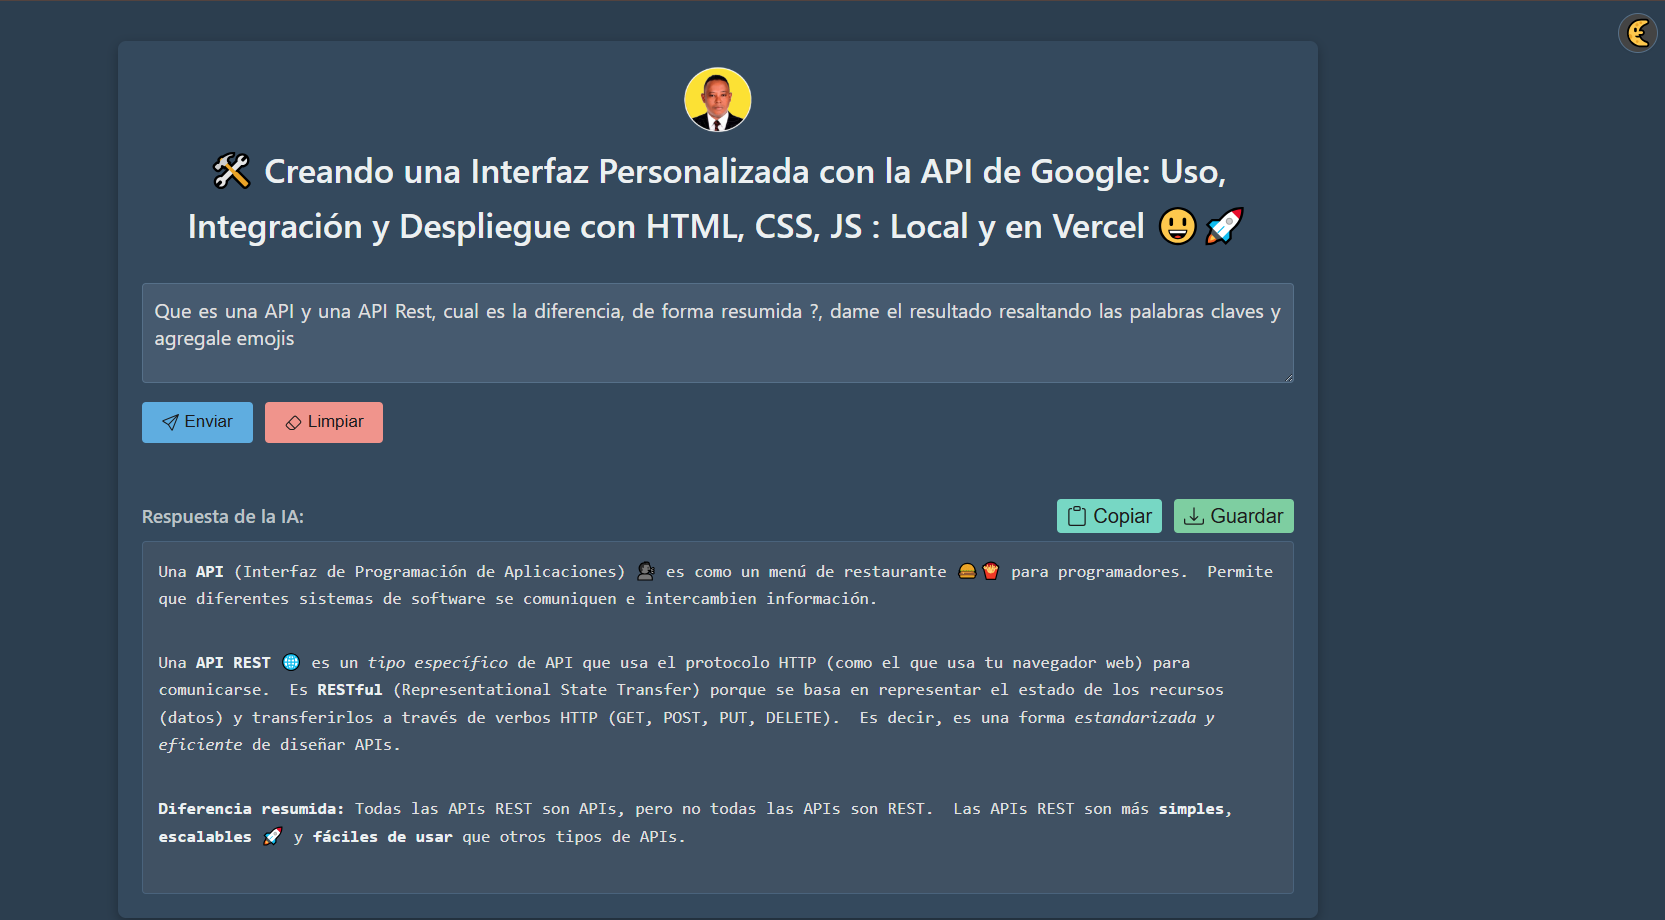 🛠️ Creando una Interfaz Personalizada con la API de Google: Uso,
Integración y Despliegue con HTML, CSS, JS : Local y en Vercel 😃🚀
Que es una API y una API Rest, cual es la diferencia, de forma resumida ?, dame el resultado resaltando las palabras claves y
agregale emojis
Enviar
Limpiar
Respuesta de la IA:
Copiar
Guardar
Una API (Interfaz de Programación de Aplicaciones) 🗣️ es como un menú de restaurante 🍔🍟 para programadores.  Permite
que diferentes sistemas de software se comuniquen e intercambien información.
Una API REST 🌐 es un tipo específico de API que usa el protocolo HTTP (como el que usa tu navegador web) para
comunicarse.  Es RESTful (Representational State Transfer) porque se basa en representar el estado de los recursos
(datos) y transferirlos a través de verbos HTTP (GET, POST, PUT, DELETE).  Es decir, es una forma estandarizada y
eficiente de diseñar APIs.
Diferencia resumida: Todas las APIs REST son APIs, pero no todas las APIs son REST.  Las APIs REST son más simples,
escalables 🚀 y fáciles de usar que otros tipos de APIs.